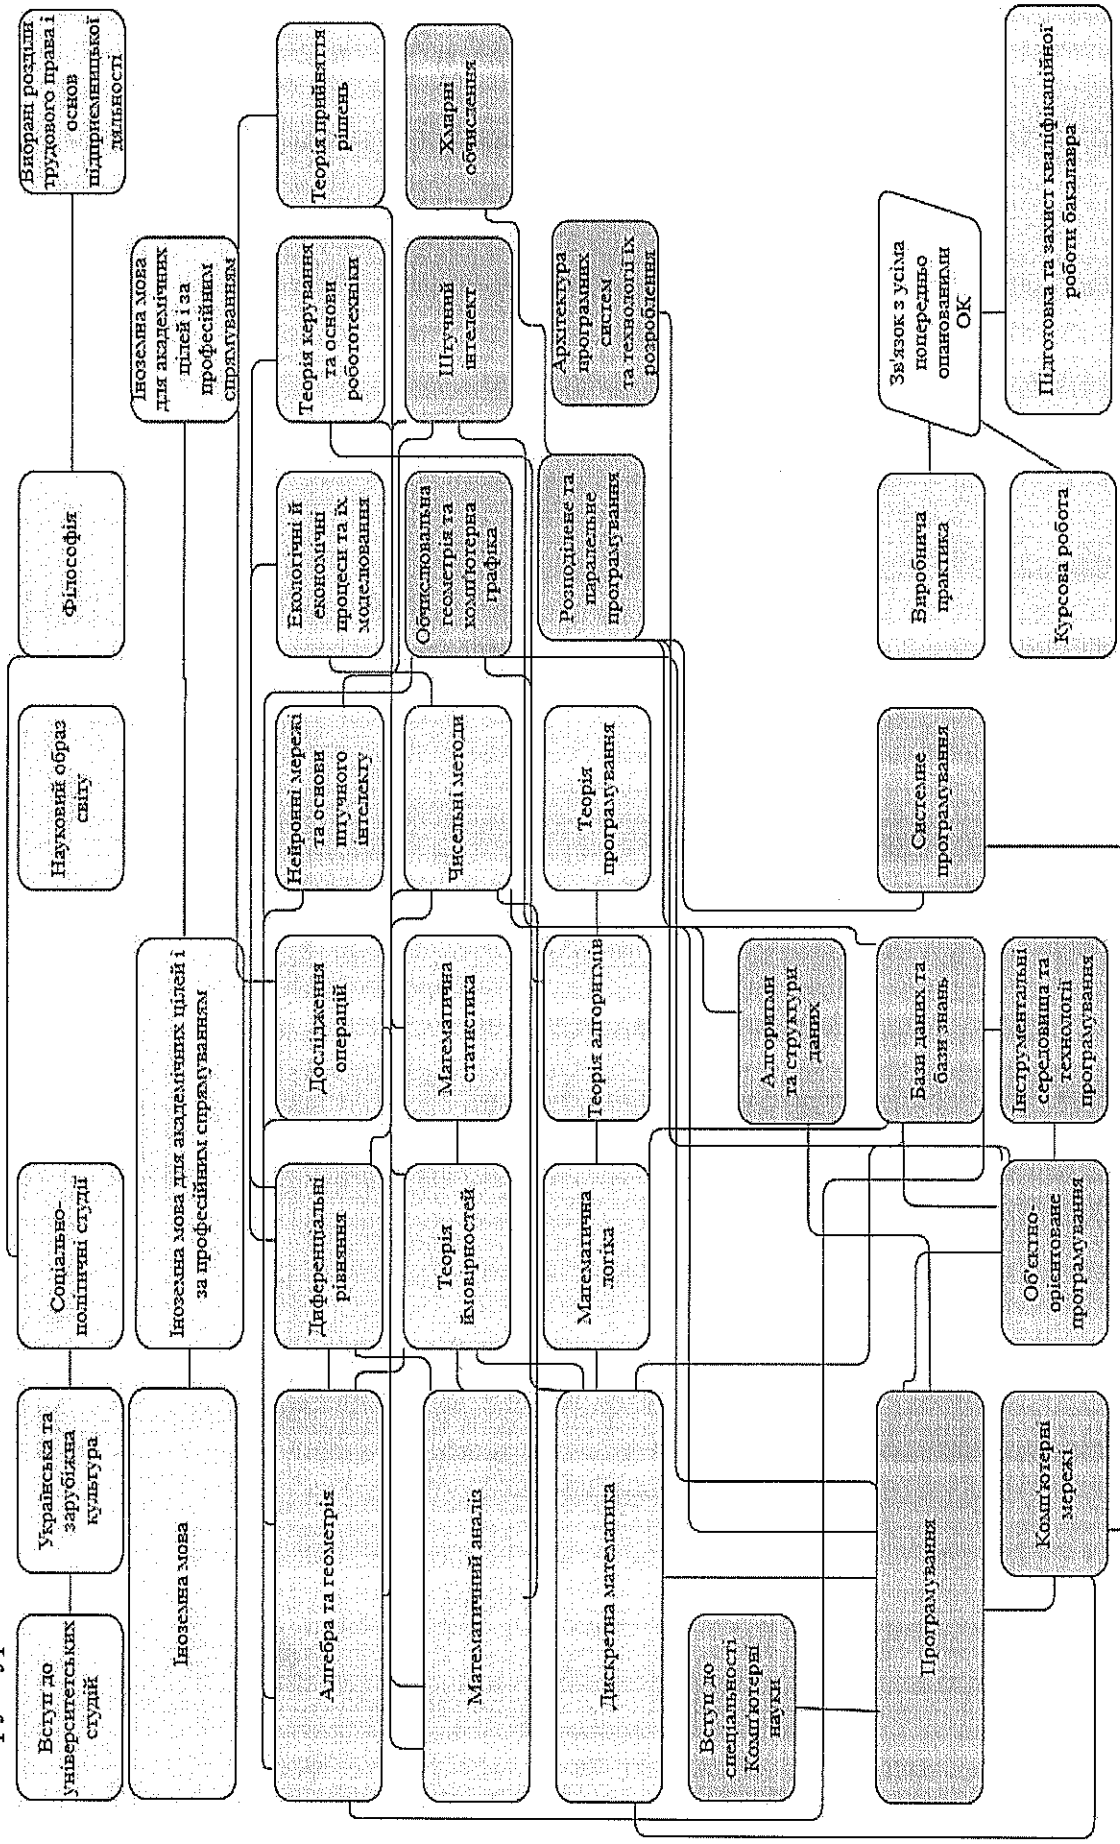 Вступ до
університетських
студій
Українська та
зарубіжна
культура
Соціально-
політичні студії
Науковий образ
світу
Філософія
Вибрані розділи
трудового права і
основ
підприємницької
діяльності
Іноземна мова
Іноземна мова для академічних цілей і
за професійним спрямуванням
Іноземна мова
для академічних
цілей і за
професійним
спрямуванням
Алгебра та геометрія
Диференціальні
рівняння
Дослідження
операцій
Нейронні мережі
та основи
штучного
інтелекту
Екологічні й
економічні
процеси та їх
моделювання
Теорія керування
та основи
робототехніки
Теорія прийняття
рішень
Математичний аналіз
Теорія
ймовірностей
Математична
статистика
Чисельні методи
Обчислювальна
геометрія та
комп'ютерна
графіка
Штучний
інтелект
Хмарні
обчислення
Дискретна математика
Математична
логіка
Теорія алгоритмів
Теорія
програмування
Розподілене та
паралельне
програмування
Архітектура
програмних
систем
та технології їх
розроблення
Вступ до
спеціальності
Комп'ютерні
науки
Алгоритми
та структури
даних
Програмування
Бази даних та
бази знань
Системне
програмування
Виробнича
практика
Зв'язок з усіма
попередньо
опанованими
ОК
Комп'ютерні
мережі
Об'єктно-
орієнтоване
програмування
Інструментальні
середовища та
технології
програмування
Курсова робота
Підготовка та захист кваліфікаційної
роботи бакалавра